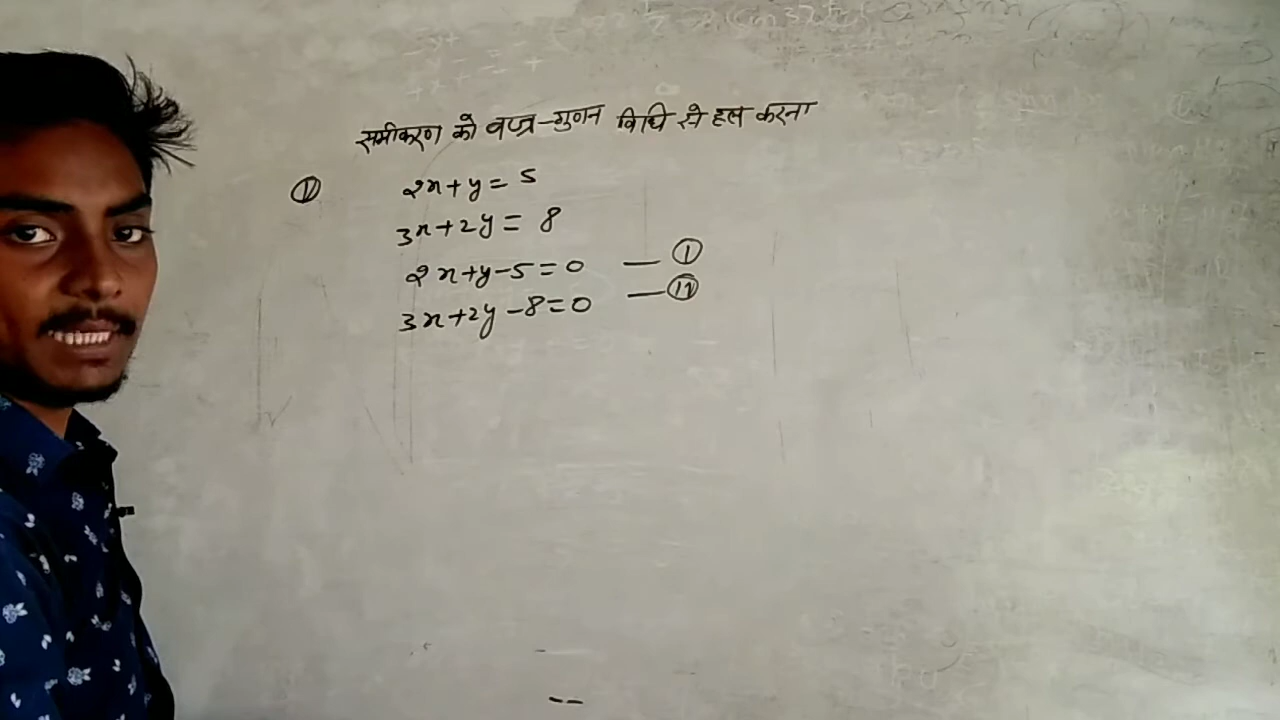 समीकरण को वज्र-गुणन विधि से हल करना
① 2x+y=5
3x+2y=8
2x+y-5=0 — ①
3x+2y-8=0 — ⑪